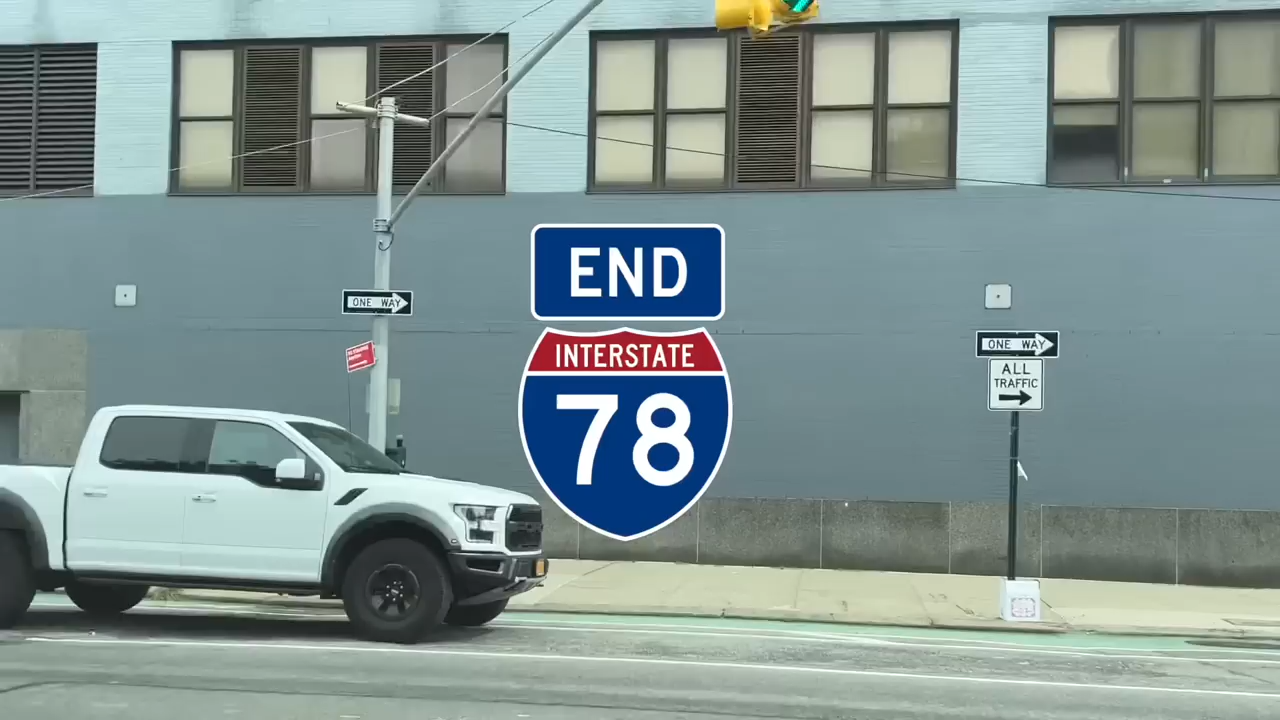 END
INTERSTATE
78
ONE WAY
ONE WAY
ALL
TRAFFIC